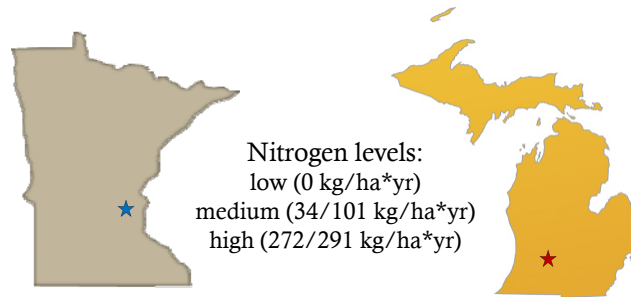 Nitrogen levels:
low (0 kg/ha*yr)
medium (34/101 kg/ha*yr)
high (272/291 kg/ha*yr)